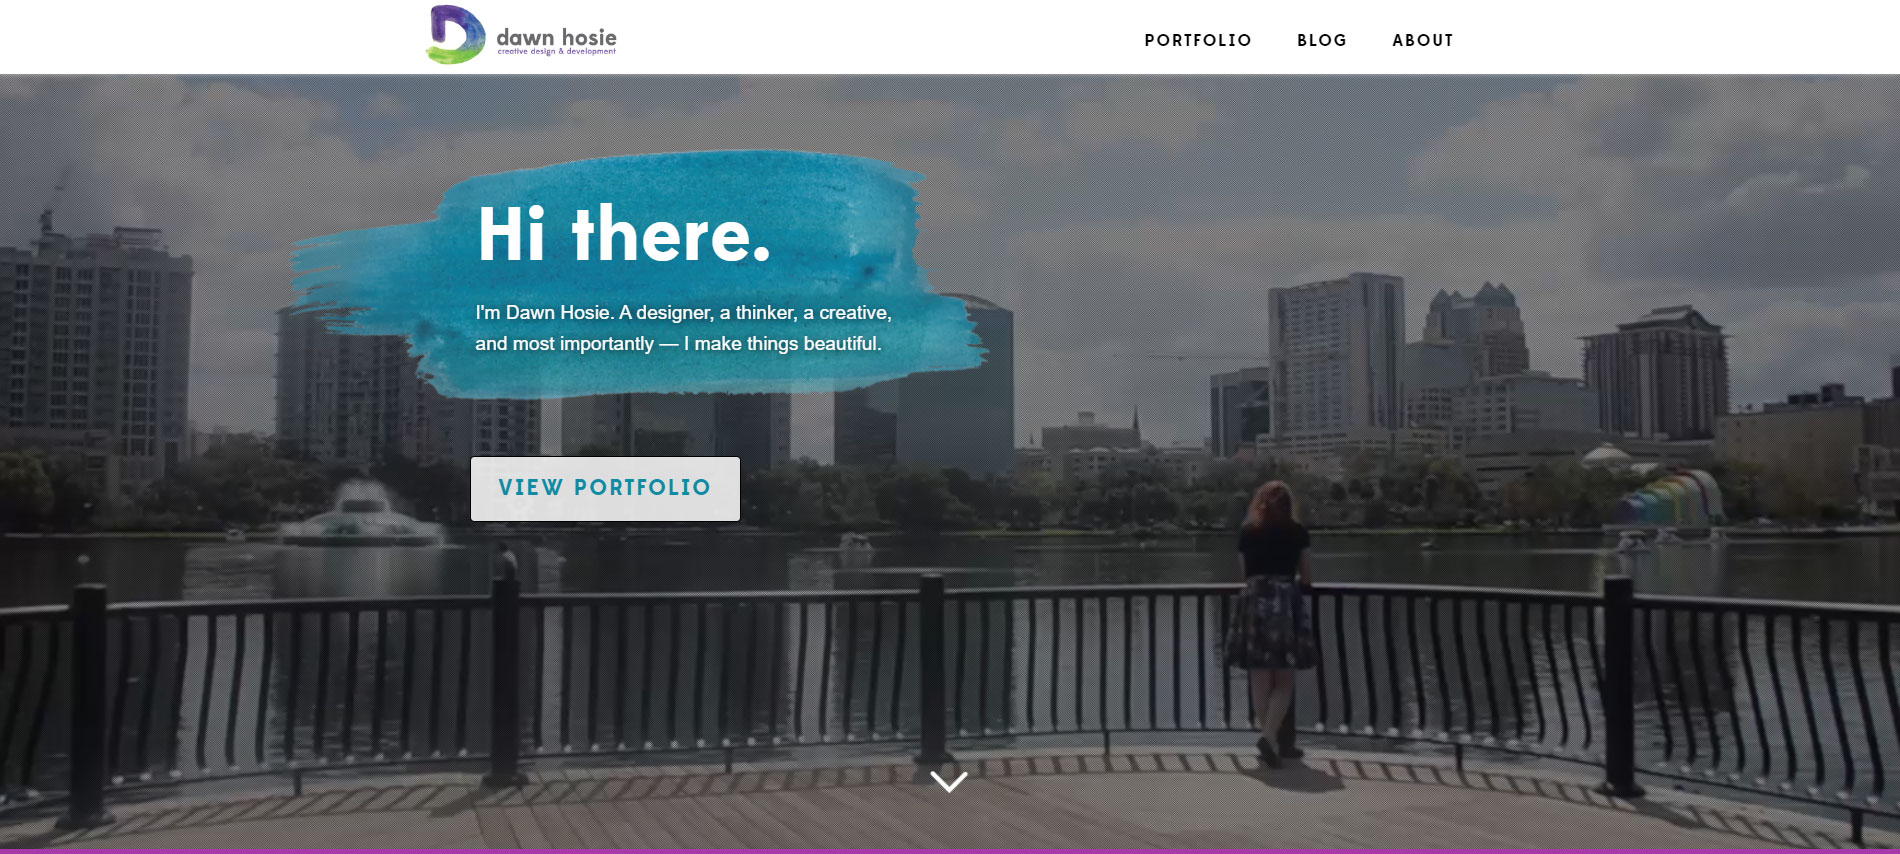 dawn hosie
creative design & development
PORTFOLIO BLOG ABOUT
Hi there.
I'm Dawn Hosie. A designer, a thinker, a creative,
and most importantly — I make things beautiful.
VIEW PORTFOLIO